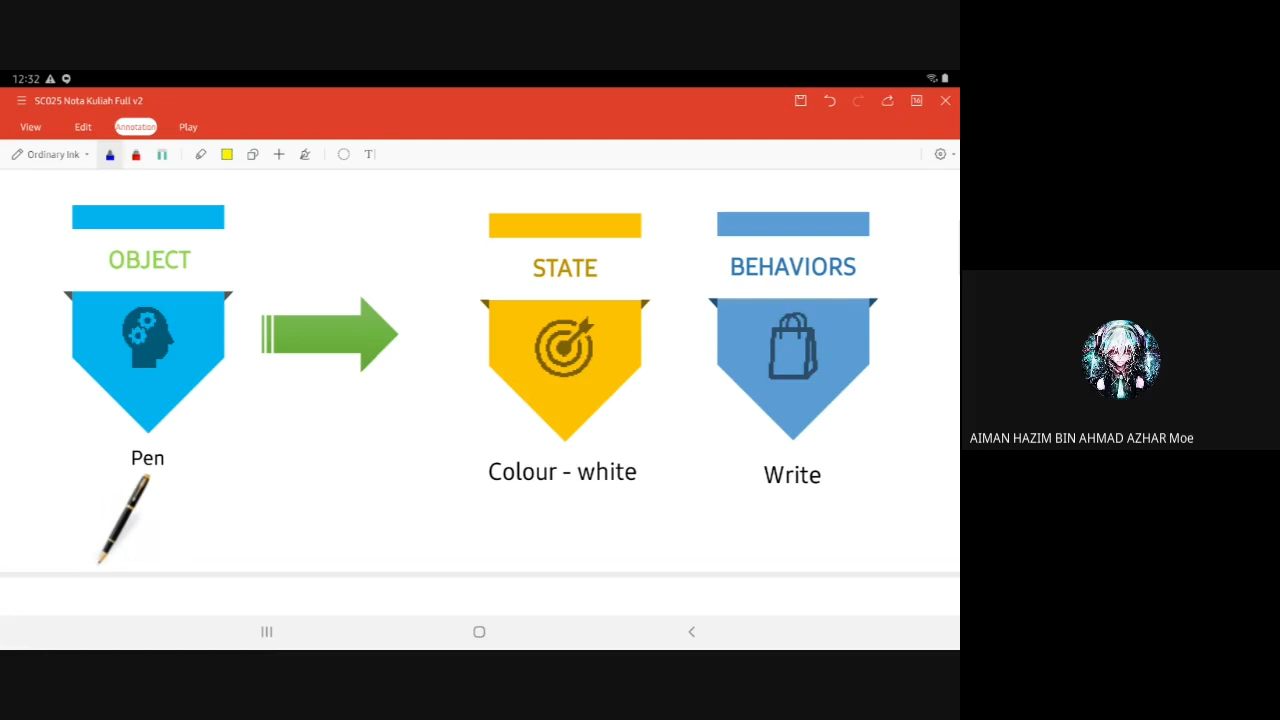 12:32
SC025 Nota Kuliah Full v2
16
View Edit Annotation Play
Ordinary Ink
T
OBJECT
STATE
BEHAVIORS
Pen
Colour - white
Write
AIMAN HAZIM BIN AHMAD AZHAR Moe